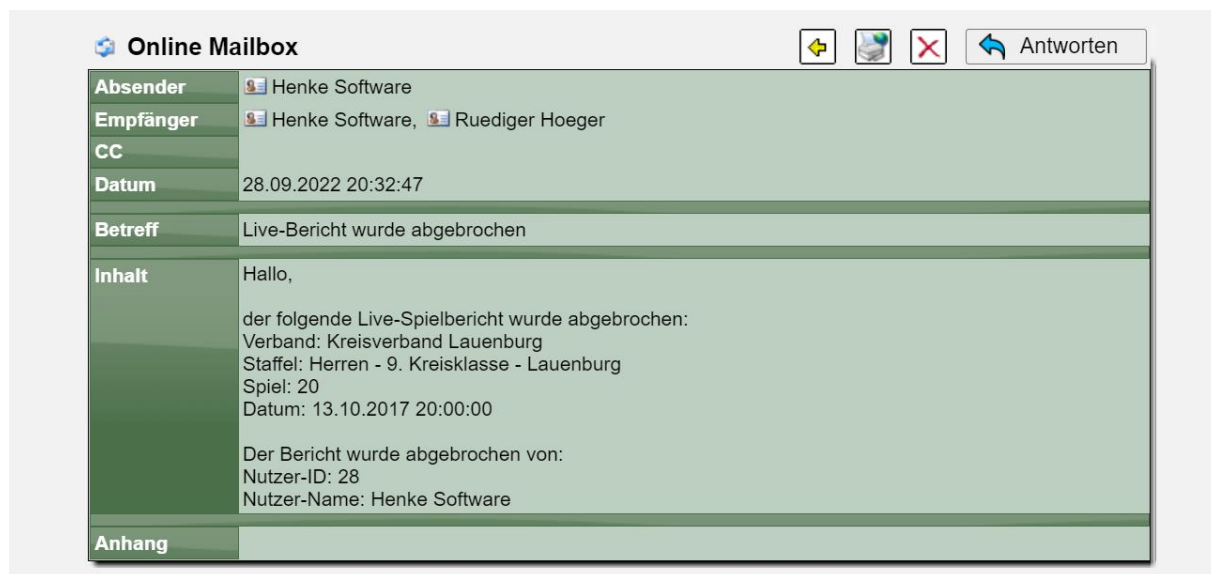 Online Mailbox
Antworten
Absender Henke Software
Empfänger Henke Software, Ruediger Hoeger
CC
Datum 28.09.2022 20:32:47
Betreff Live-Bericht wurde abgebrochen
Inhalt Hallo,
der folgende Live-Spielbericht wurde abgebrochen:
Verband: Kreisverband Lauenburg
Staffel: Herren - 9. Kreisklasse - Lauenburg
Spiel: 20
Datum: 13.10.2017 20:00:00
Der Bericht wurde abgebrochen von:
Nutzer-ID: 28
Nutzer-Name: Henke Software
Anhang